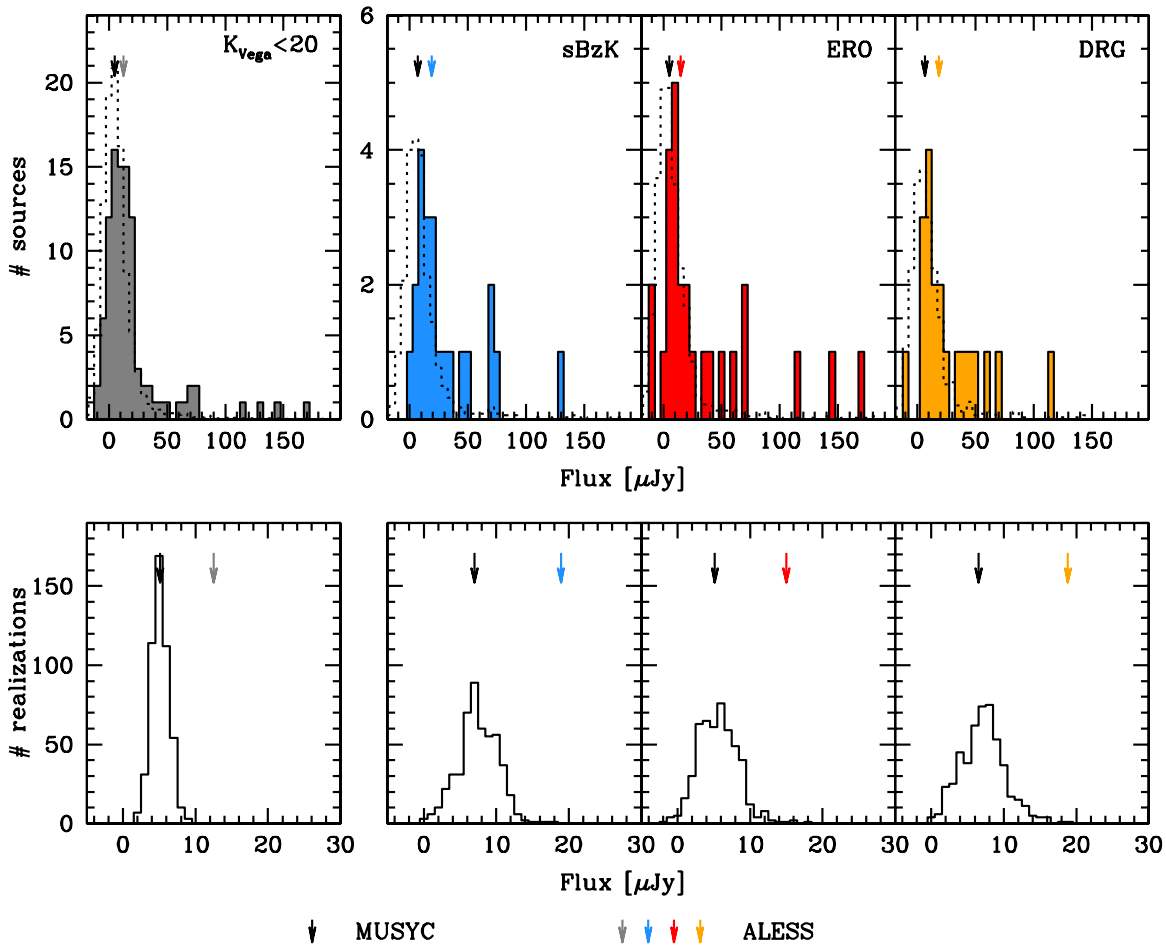 K_Vega<20
sBzK
ERO
DRG
# sources
0
5
10
15
20
0
2
4
6
0 50 100 150
0 50 100 150
0 50 100 150
0 50 100 150
Flux [μJy]
# realizations
0
50
100
150
0 10 20 30
0 10 20 30
0 10 20 30
0 10 20 30
Flux [μJy]
MUSYC
ALESS